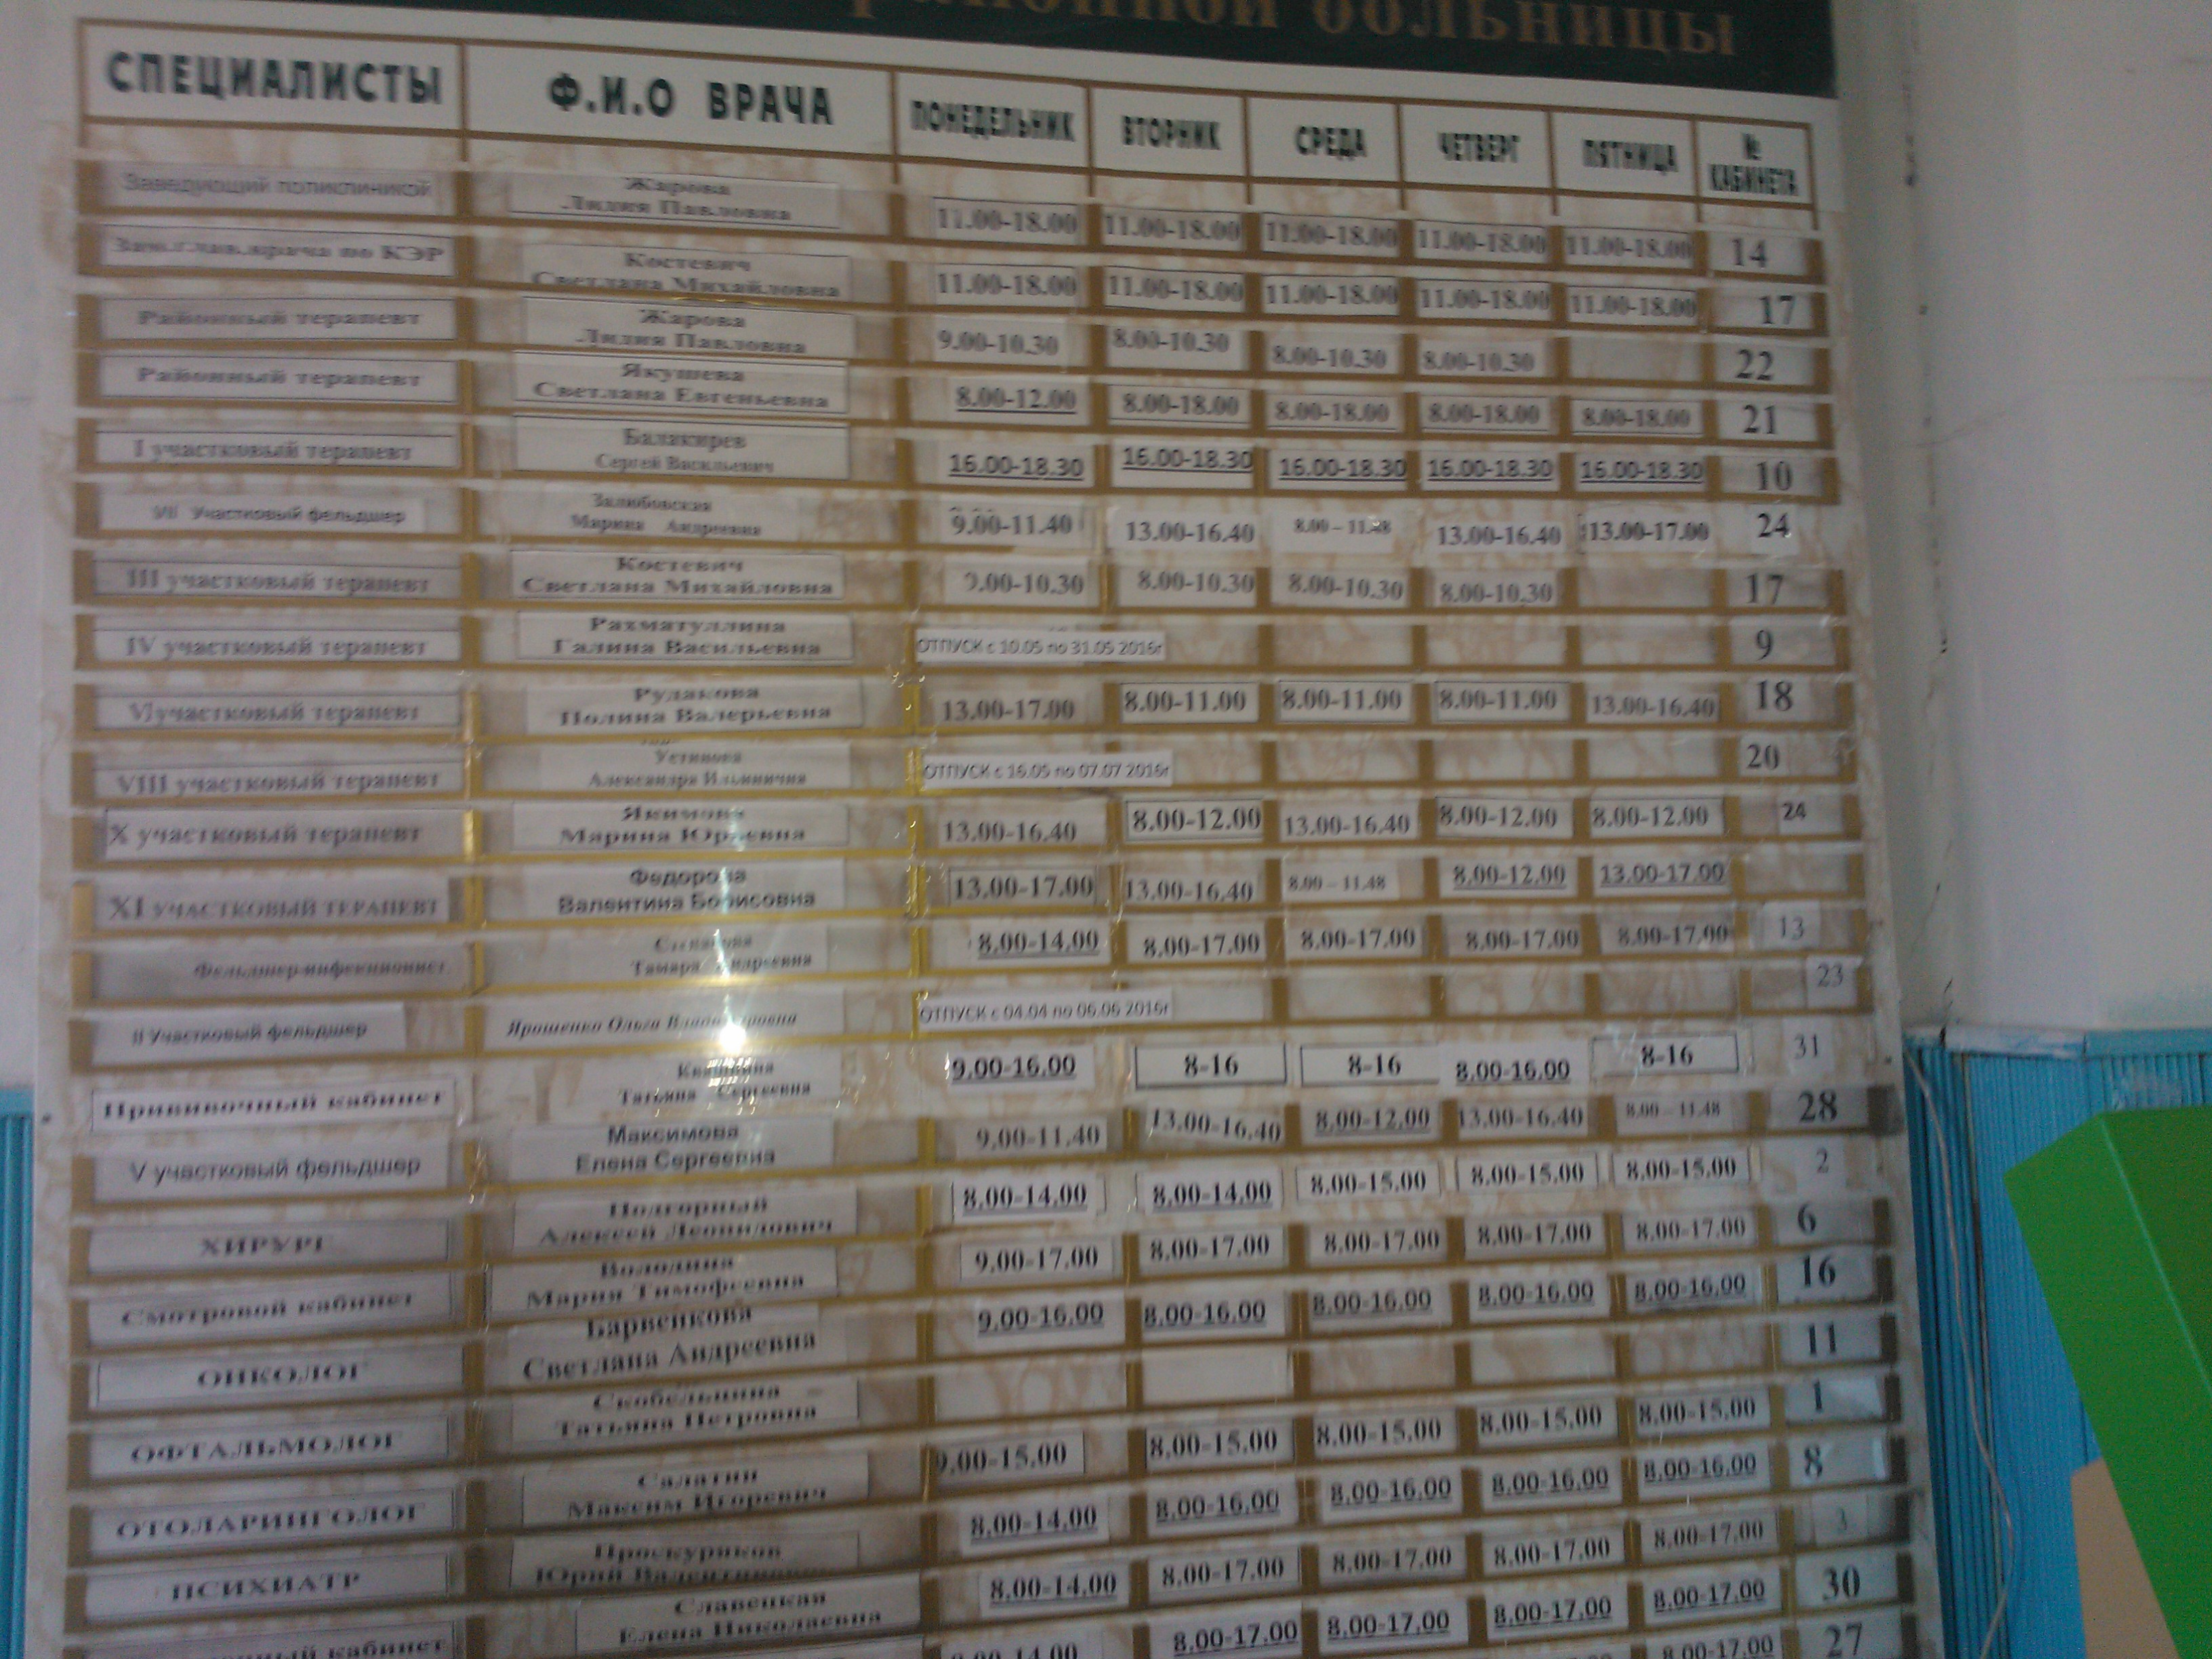 районной больницы
СПЕЦИАЛИСТЫ Ф.И.О ВРАЧА ПОНЕДЕЛЬНИК ВТОРНИК СРЕДА ЧЕТВЕРГ ПЯТНИЦА № КАБИНЕТА
Заведующий поликлиникой Жарова
Лидия Павловна 11.00-18.00 11.00-18.00 11.00-18.00 11.00-18.00 11.00-18.00 14
Зам.глав.врача по КЭР Костевич
Светлана Михайловна 11.00-18.00 11.00-18.00 11.00-18.00 11.00-18.00 11.00-18.00 17
Районный терапевт Жарова
Лидия Павловна 9.00-10.30 8.00-10.30 8.00-10.30 8.00-10.30 22
Районный терапевт Якушева
Светлана Евгеньевна 8.00-12.00 8.00-18.00 8.00-18.00 8.00-18.00 8.00-18.00 21
I участковый терапевт Балакирев
Сергей Васильевич 16.00-18.30 16.00-18.30 16.00-18.30 16.00-18.30 16.00-18.30 10
VII Участковый фельдшер Залюбовская
Марина Андреевна 9.00-11.40 13.00-16.40 8.00 – 11.48 13.00-16.40 13.00-17.00 24
III участковый терапевт Костевич
Светлана Михайловна 9.00-10.30 8.00-10.30 8.00-10.30 8.00-10.30 17
IV участковый терапевт Рахматуллина
Галина Васильевна ОТПУСК с 10.05 по 31.05 2016г 9
VI участковый терапевт Рудакова
Полина Валерьевна 13.00-17.00 8.00-11.00 8.00-11.00 8.00-11.00 13.00-16.40 18
VIII участковый терапевт Устинова
Александра Ильинична ОТПУСК с 16.05 по 07.07 2016г 20
X участковый терапевт Якимова
Марина Юрьевна 13.00-16.40 8.00-12.00 13.00-16.40 8.00-12.00 8.00-12.00 24
XI УЧАСТКОВЫЙ ТЕРАПЕВТ Федорова
Валентина Борисовна 13.00-17.00 13.00-16.40 8.00 – 11.48 8.00-12.00 13.00-17.00
Фельдшер-инфекционист
Тамара Андреевна 8.00-14.00 8.00-17.00 8.00-17.00 8.00-17.00 8.00-17.00 13
II Участковый фельдшер Ярошенко Ольга Владимировна ОТПУСК с 04.04 по 06.06 2016г 23
Прививочный кабинет Квашнина
Татьяна Сергеевна 9.00-16.00 8-16 8-16 8.00-16.00 8-16 31
V участковый фельдшер Максимова
Елена Сергеевна 9.00-11.40 13.00-16.40 8.00-12.00 13.00-16.40 8.00 – 11.48 28
ХИРУРГ Подгорный
Алексей Леонидович 8.00-14.00 8.00-14.00 8.00-15.00 8.00-15.00 8.00-15.00 2
Смотровой кабинет Володина
Мария Тимофеевна 9.00-17.00 8.00-17.00 8.00-17.00 8.00-17.00 8.00-17.00 6
ОНКОЛОГ Барвенкова
Светлана Андреевна 9.00-16.00 8.00-16.00 8.00-16.00 8.00-16.00 8.00-16.00 16
ОФТАЛЬМОЛОГ Скобельцина
Татьяна Петровна 11
ОТОЛАРИНГОЛОГ Салатин
Максим Игоревич 9.00-15.00 8.00-15.00 8.00-15.00 8.00-15.00 8.00-15.00 1
ПСИХИАТР Проскуряков
Юрий Валентинович 8.00-14.00 8.00-16.00 8.00-16.00 8.00-16.00 8.00-16.00 8
кабинет Славецкая
Елена Николаевна 8.00-14.00 8.00-17.00 8.00-17.00 8.00-17.00 8.00-17.00 3
8.00-14.00 8.00-17.00 8.00-17.00 8.00-17.00 8.00-17.00 30
8.00-17.00 27